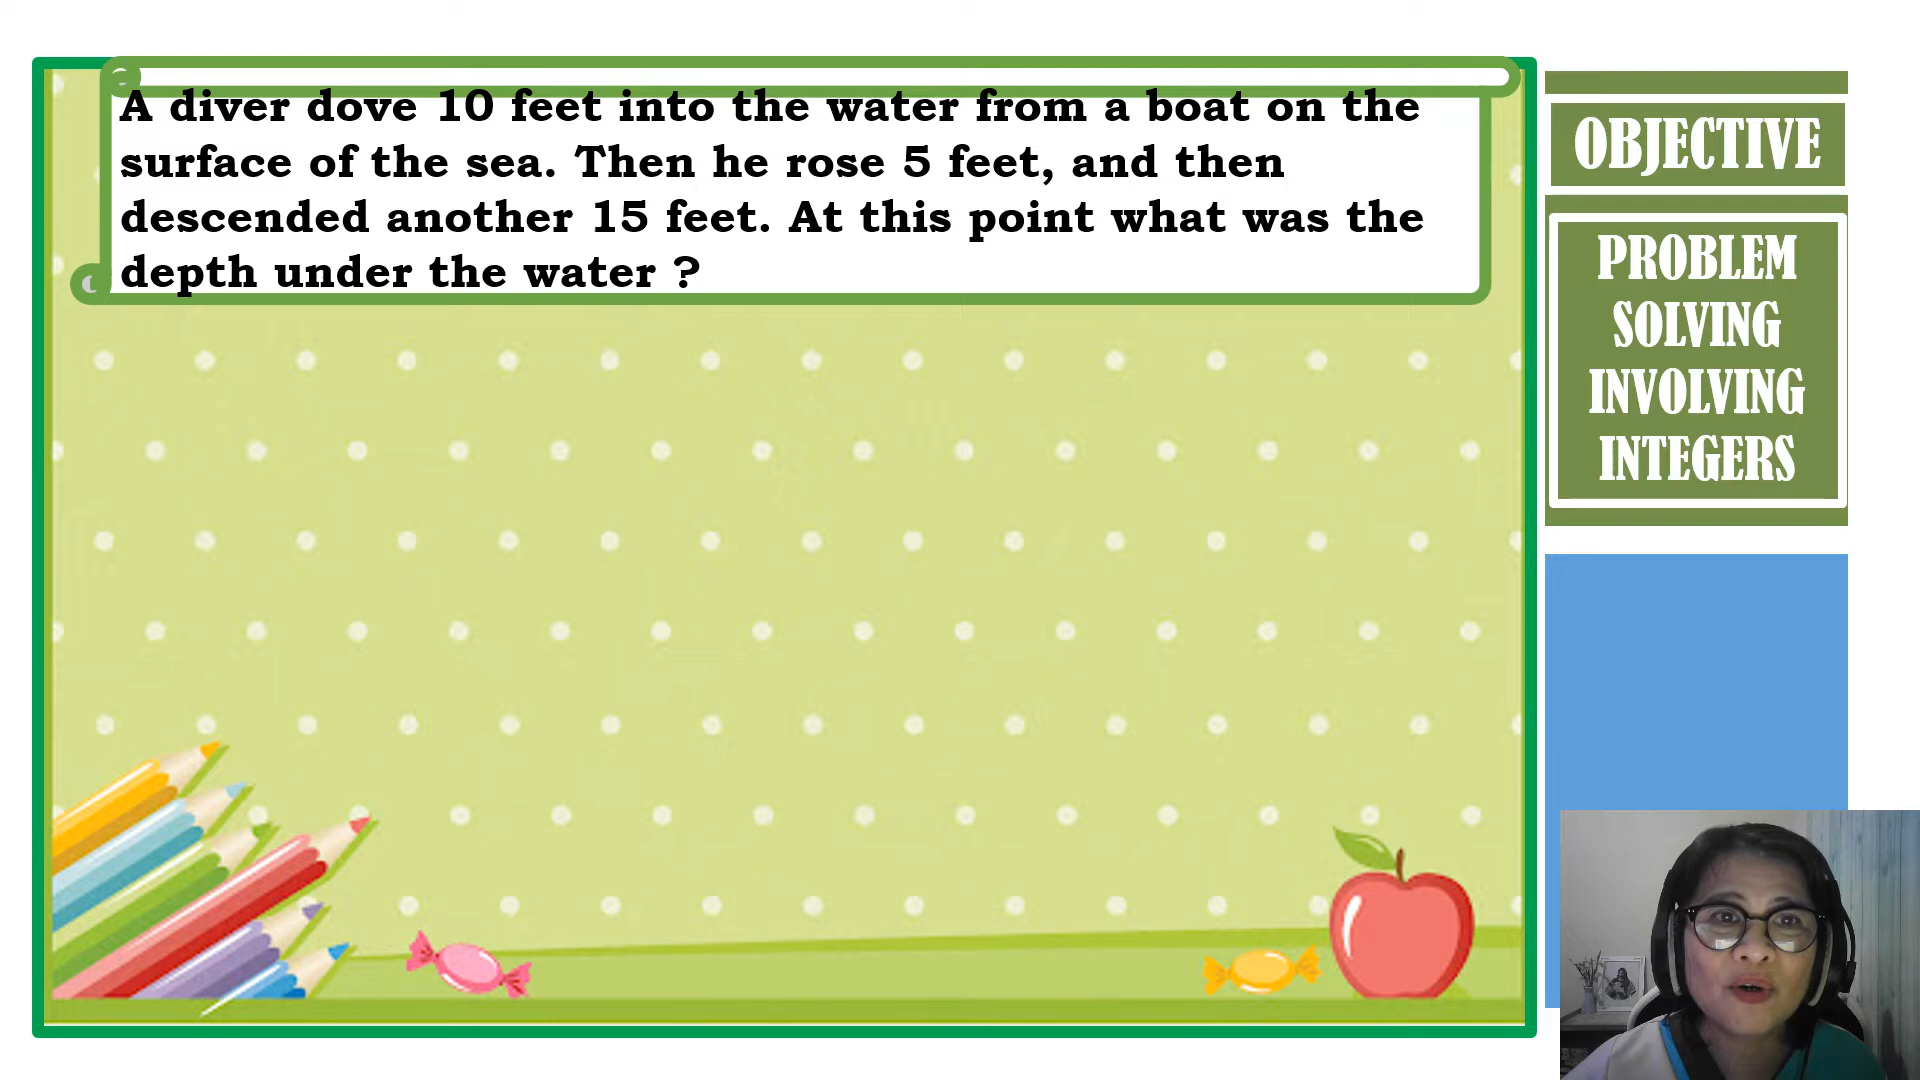 A diver dove 10 feet into the water from a boat on the
surface of the sea. Then he rose 5 feet, and then
descended another 15 feet. At this point what was the
depth under the water ?
OBJECTIVE
PROBLEM
SOLVING
INVOLVING
INTEGERS